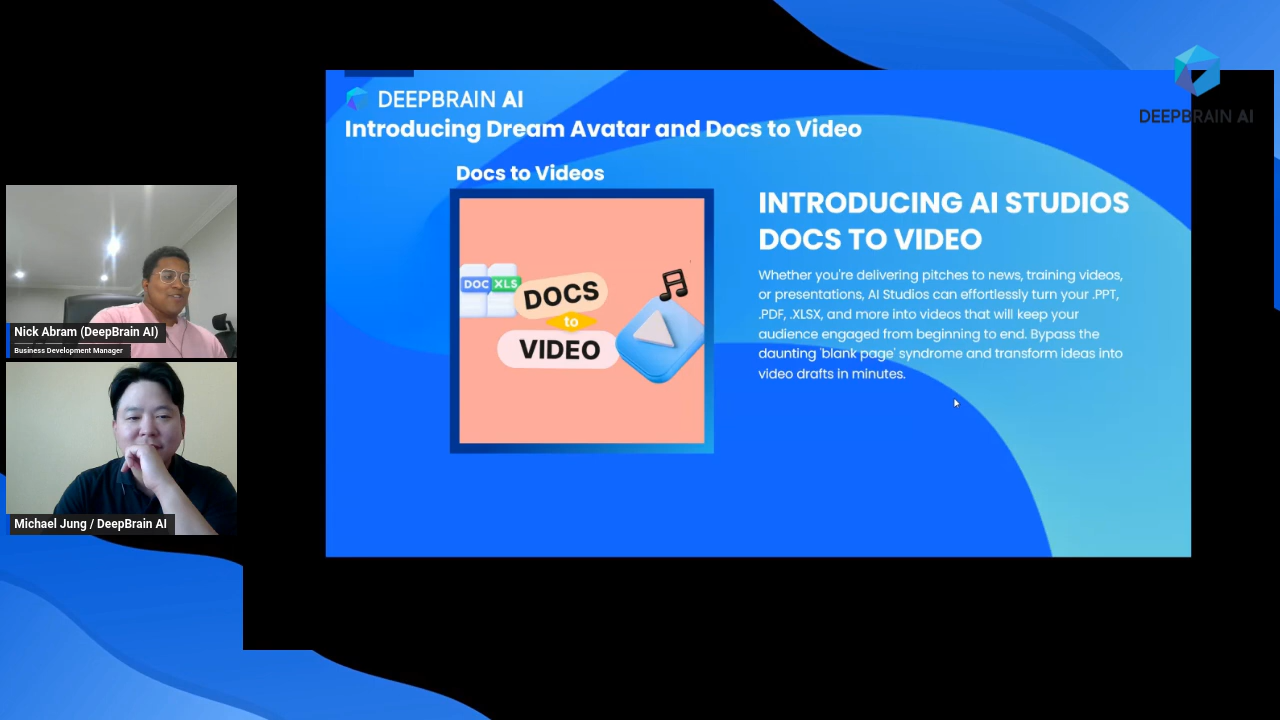 DEEPBRAIN AI
DEEPBRAIN AI
Introducing Dream Avatar and Docs to Video
Docs to Videos
DOC XLS
DOCS
to
VIDEO
INTRODUCING AI STUDIOS
DOCS TO VIDEO
Whether you're delivering pitches to news, training videos,
or presentations, AI Studios can effortlessly turn your .PPT,
.PDF, .XLSX, and more into videos that will keep your
audience engaged from beginning to end. Bypass the
daunting 'blank page' syndrome and transform ideas into
video drafts in minutes.
Nick Abram (DeepBrain AI)
Business Development Manager
Michael Jung / DeepBrain AI